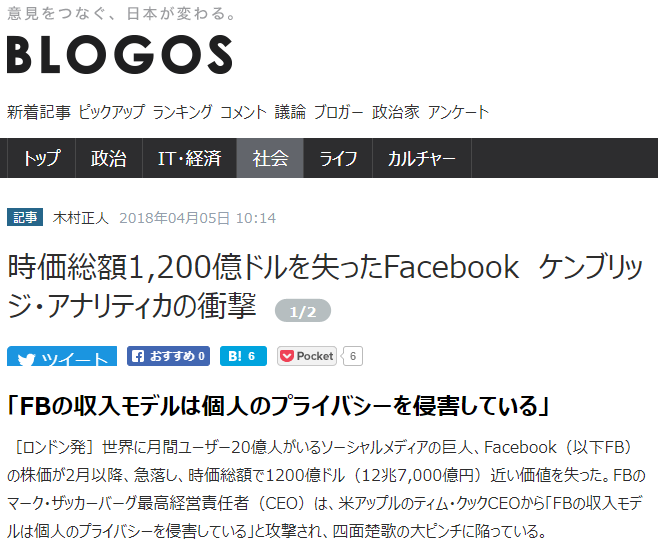 意見をつなぐ、日本が変わる。
BLOGOS
新着記事 ピックアップ ランキング コメント 議論 ブロガー 政治家 アンケート
トップ 政治 IT・経済 社会 ライフ カルチャー
記事 木村正人 2018年04月05日 10:14
時価総額1,200億ドルを失ったFacebook ケンブリッ
ジ・アナリティカの衝撃 1/2
ツイート おすすめ 0 B! 6 Pocket 6
「FBの収入モデルは個人のプライバシーを侵害している」
［ロンドン発］世界に月間ユーザー20億人がいるソーシャルメディアの巨人、Facebook（以下FB）
の株価が2月以降、急落し、時価総額で1200億ドル（12兆7,000億円）近い価値を失った。FBの
マーク・ザッカーバーグ最高経営責任者（CEO）は、米アップルのティム・クックCEOから「FBの収入モデ
ルは個人のプライバシーを侵害している」と攻撃され、四面楚歌の大ピンチに陥っている。